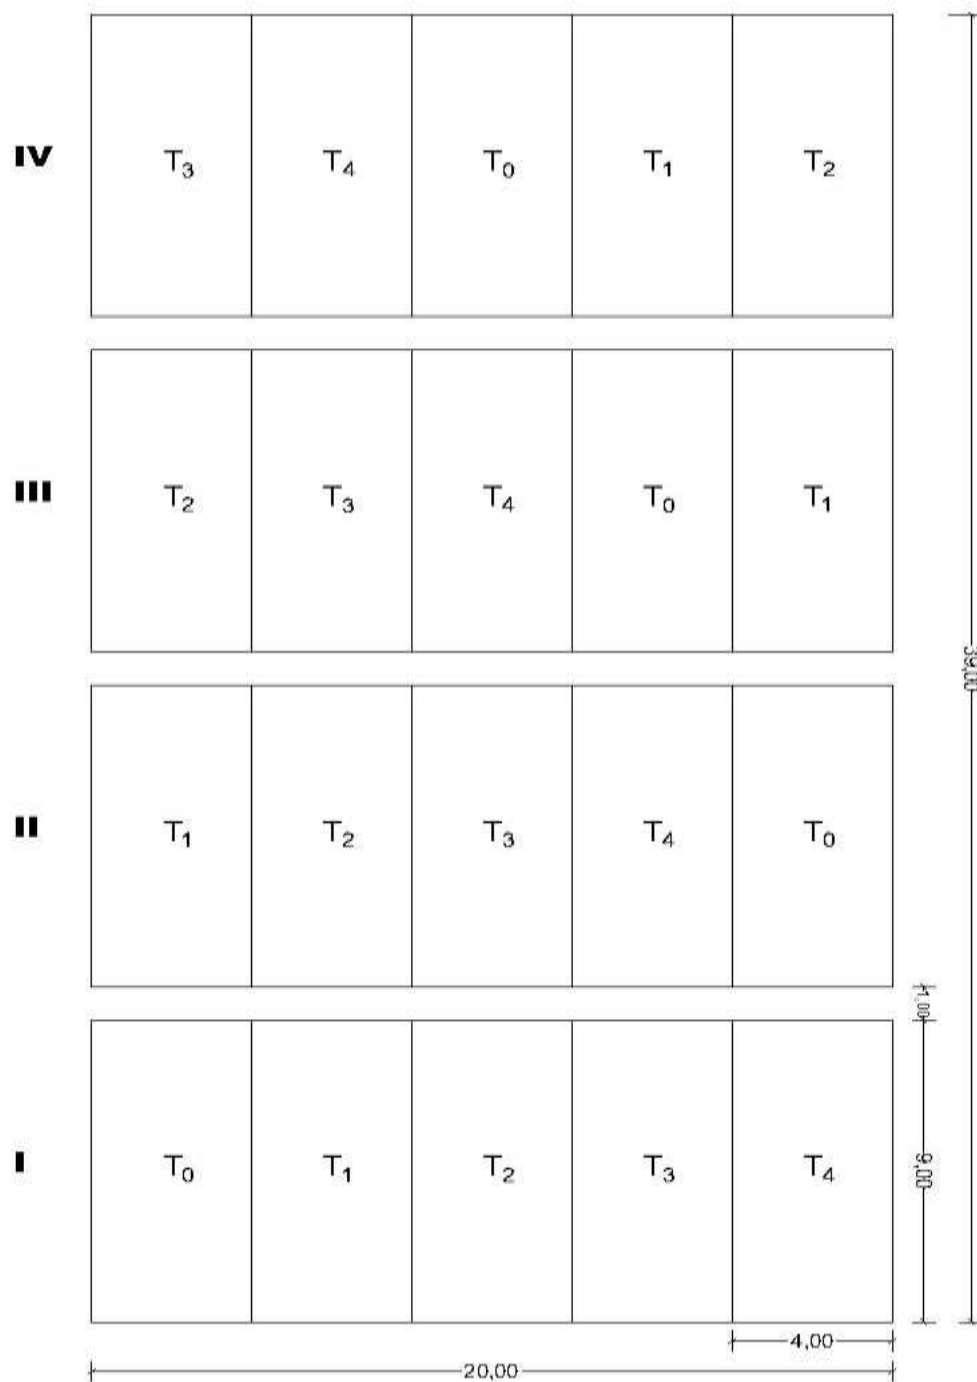 IV T₃ T₄ T₀ T₁ T₂
III T₂ T₃ T₄ T₀ T₁
39,00
II T₁ T₂ T₃ T₄ T₀
1,00
I T₀ T₁ T₂ T₃ T₄
9,00
4,00
20,00